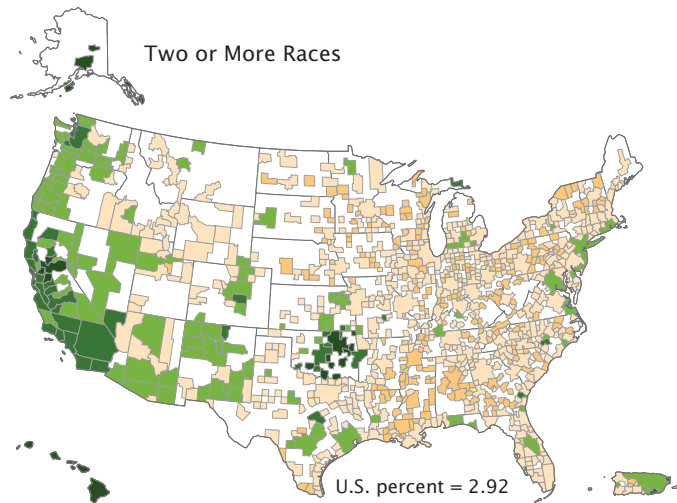 Two or More Races
U.S. percent = 2.92